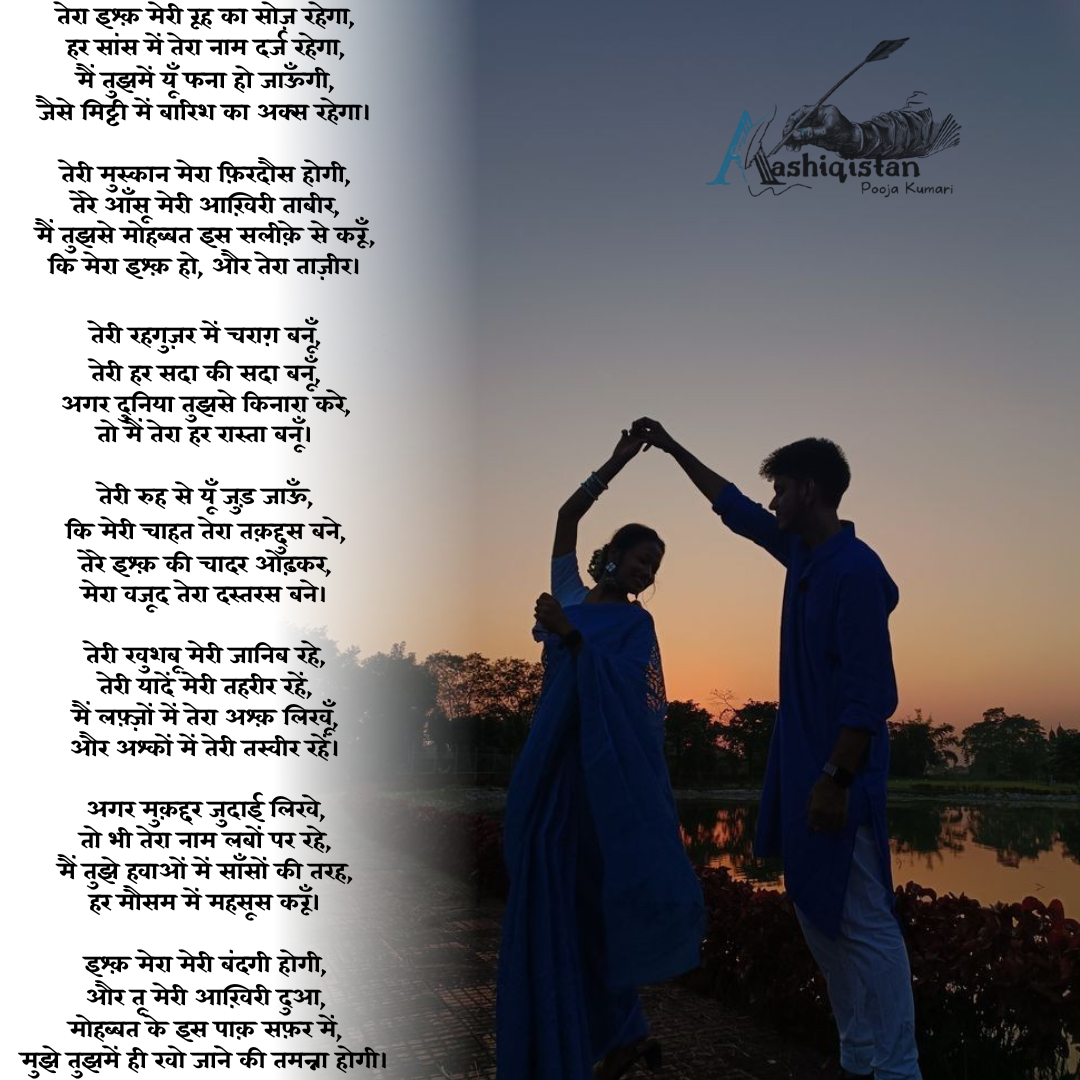 तेरा इश्क़ मेरी रूह का सोज़ रहेगा,
हर सांस में तेरा नाम दर्ज रहेगा,
मैं तुझमें यूँ फना हो जाऊँगी,
जैसे मिट्टी में बारिश का अक्स रहेगा।
तेरी मुस्कान मेरा फ़िरदौस होगी,
तेरे आँसू मेरी आख़िरी ताबीर,
मैं तुझसे मोहब्बत इस सलीक़े से करूँ,
कि मेरा इश्क़ हो, और तेरा ताज़ीर।
तेरी रहगुज़र में चराग़ बनूँ,
तेरी हर सदा की सदा बनूँ,
अगर दुनिया तुझसे किनारा करे,
तो मैं तेरा हर रास्ता बनूँ।
तेरी रुह से यूँ जुड़ जाऊँ,
कि मेरी चाहत तेरा तक़द्दुस बने,
तेरे इश्क़ की चादर ओढ़कर,
मेरा वजूद तेरा दस्तरस बने।
तेरी खुशबू मेरी जानिब रहे,
तेरी यादें मेरी तहरीर रहें,
मैं लफ़्ज़ों में तेरा अश्क़ लिखूँ,
और अश्कों में तेरी तस्वीर रहे।
अगर मुक़द्दर जुदाई लिखे,
तो भी तेरा नाम लबों पर रहे,
मैं तुझे हवाओं में साँसों की तरह,
हर मौसम में महसूस करूँ।
इश्क़ मेरा मेरी बंदगी होगी,
और तू मेरी आख़िरी दुआ,
मोहब्बत के इस पाक़ सफ़र में,
मुझे तुझमें ही खो जाने की तमन्ना होगी।
Aashiqistan
Pooja Kumari